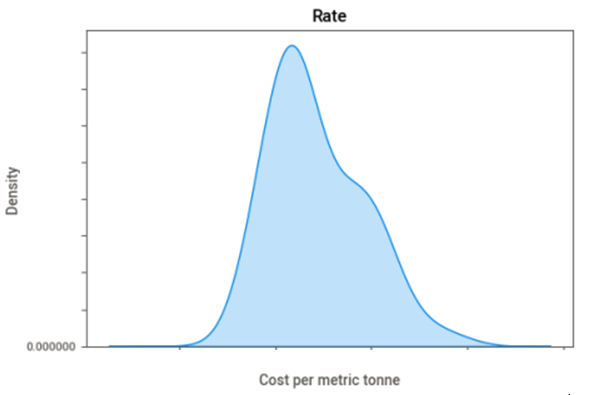 Rate
Density
0.000000
Cost per metric tonne